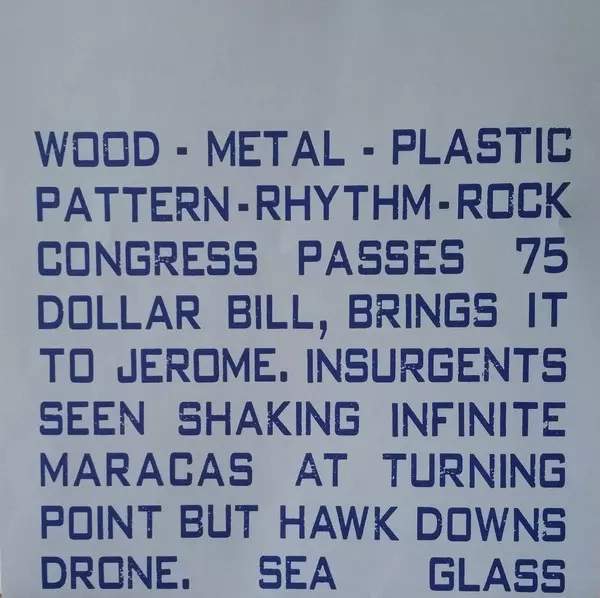 WOOD - METAL - PLASTIC
PATTERN-RHYTHM-ROCK
CONGRESS PASSES 75
DOLLAR BILL, BRINGS IT
TO JEROME. INSURGENTS
SEEN SHAKING INFINITE
MARACAS AT TURNING
POINT BUT HAWK DOWNS
DRONE. SEA GLASS